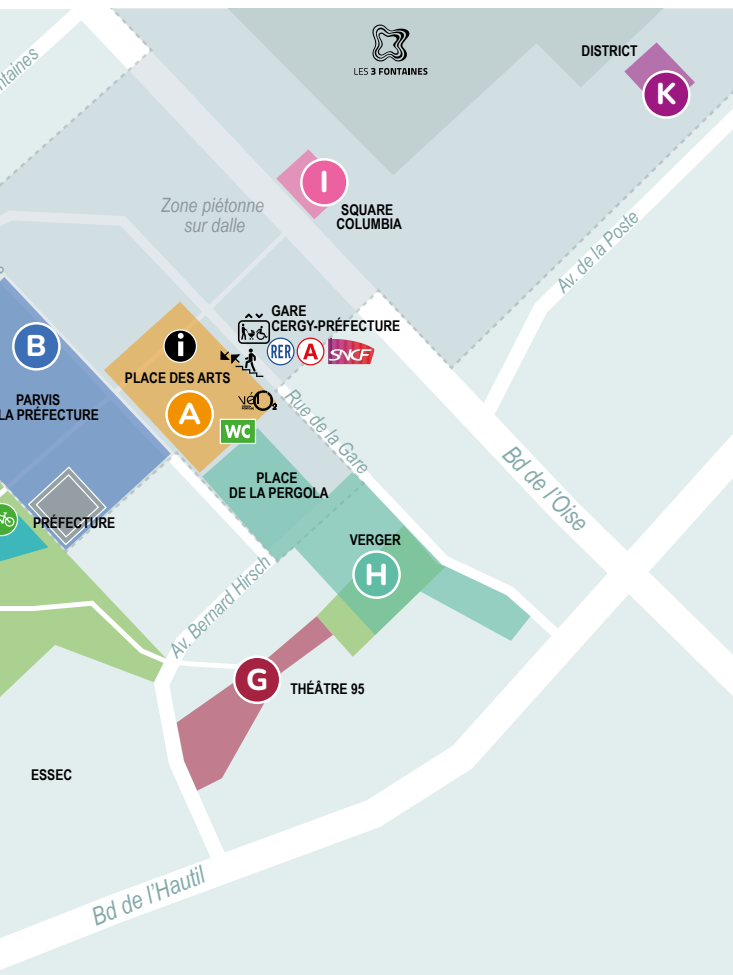 LES 3 FONTAINES
DISTRICT
K
I
SQUARE
COLUMBIA
Zone piétonne
sur dalle
Av. de la Poste
GARE
CERGY-PRÉFECTURE
RER A SNCF
B
i
PLACE DES ARTS
A
PARVIS
LA PRÉFECTURE
VélO2
WC
Rue de la Gare
Bd de l'Oise
PLACE
DE LA PERGOLA
PRÉFECTURE
VERGER
H
Av. Bernard Hirsch
G
THÉÂTRE 95
ESSEC
Bd de l'Hautil